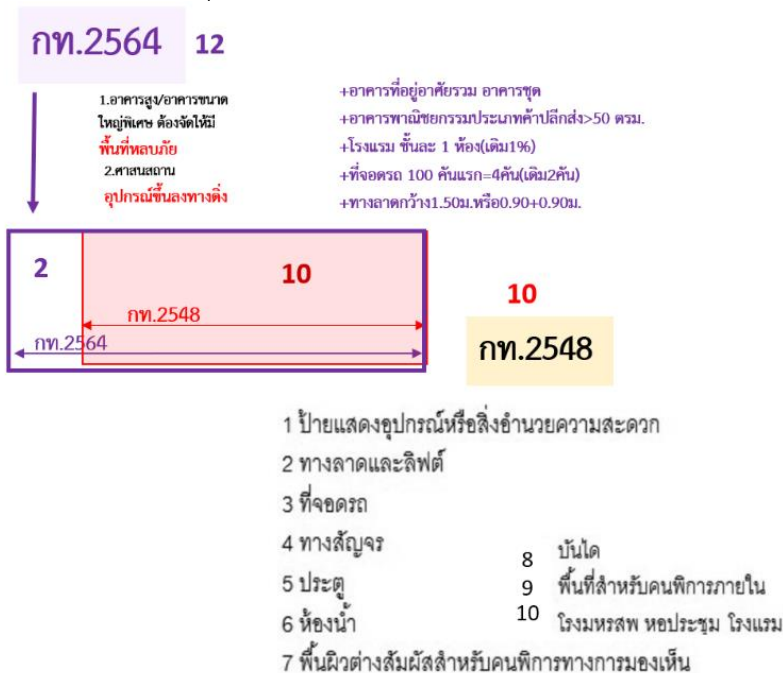 กท.2564 12
1.อาคารสูง/อาคารขนาด
ใหญ่พิเศษ ต้องจัดให้มี
พื้นที่หลบภัย
2.ศาสนสถาน
อุปกรณ์ขึ้นลงทางดิ่ง
+อาคารที่อยู่อาศัยรวม อาคารชุด
+อาคารพาณิชยกรรมประเภทค้าปลีกส่ง>50 ตรม.
+โรงแรม ชั้นละ 1 ห้อง(เดิม1%)
+ที่จอดรถ 100 คันแรก=4คัน(เดิม2คัน)
+ทางลาดกว้าง1.50ม.หรือ0.90+0.90ม.
2
10
กท.2548
กท.2564
10
กท.2548
1 ป้ายแสดงอุปกรณ์หรือสิ่งอำนวยความสะดวก
2 ทางลาดและลิฟต์
3 ที่จอดรถ
4 ทางสัญจร
5 ประตู
6 ห้องน้ำ
7 พื้นผิวต่างสัมผัสสำหรับคนพิการทางการมองเห็น
8 บันได
9 พื้นที่สำหรับคนพิการภายใน
10 โรงมหรสพ หอประชุม โรงแรม